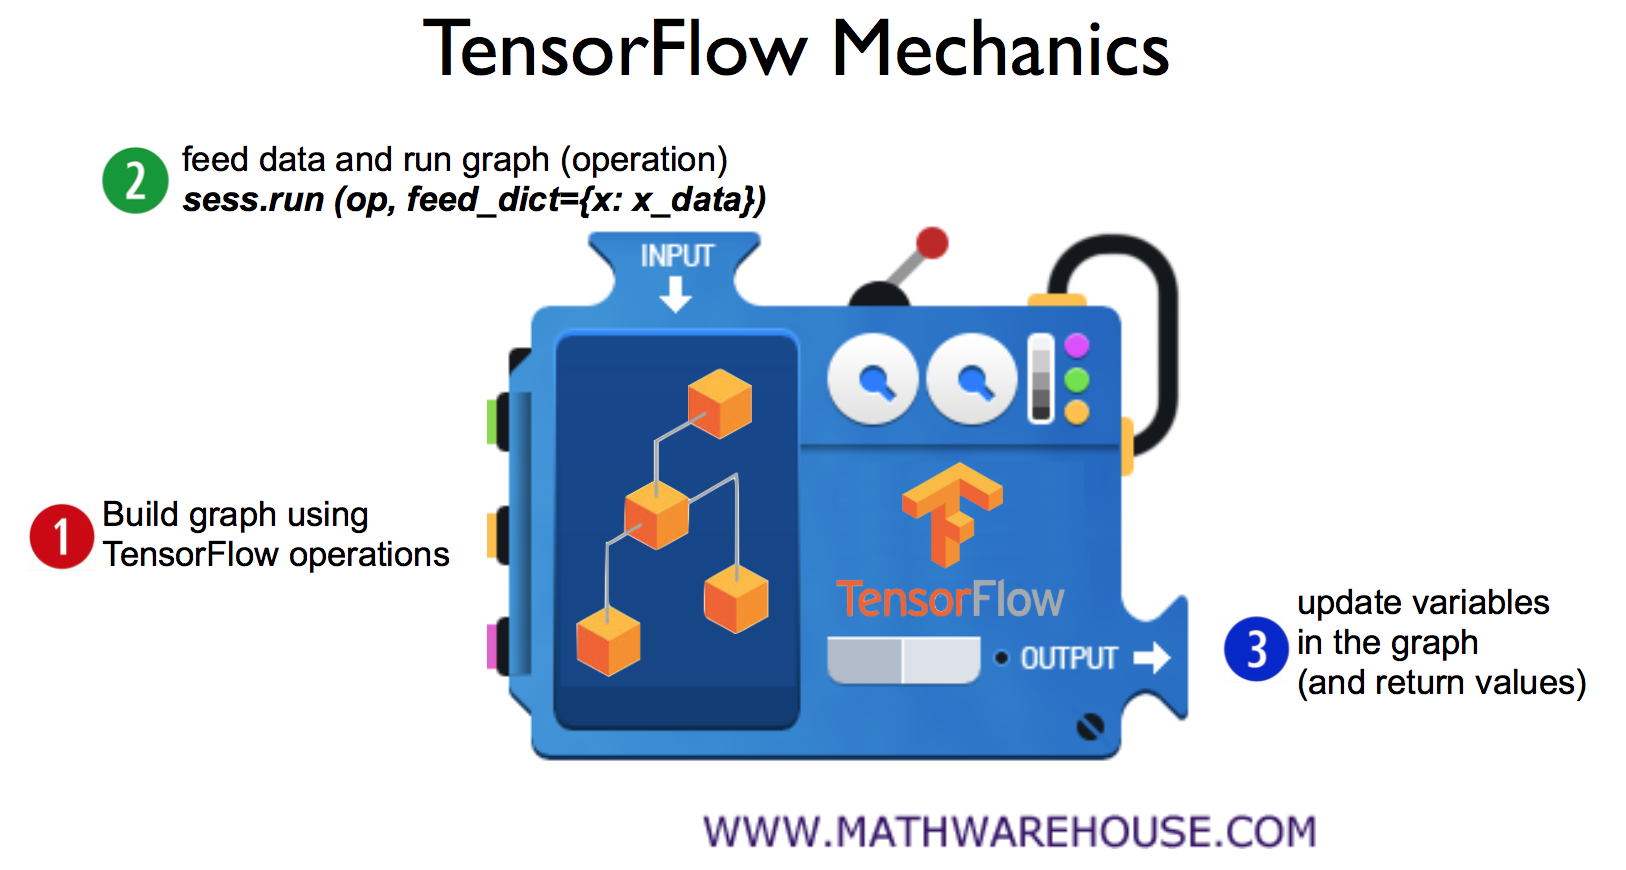 TensorFlow Mechanics
2
feed data and run graph (operation)
sess.run (op, feed_dict={x: x_data})
INPUT
1
Build graph using
TensorFlow operations
TensorFlow
OUTPUT
3
update variables
in the graph
(and return values)
WWW.MATHWAREHOUSE.COM